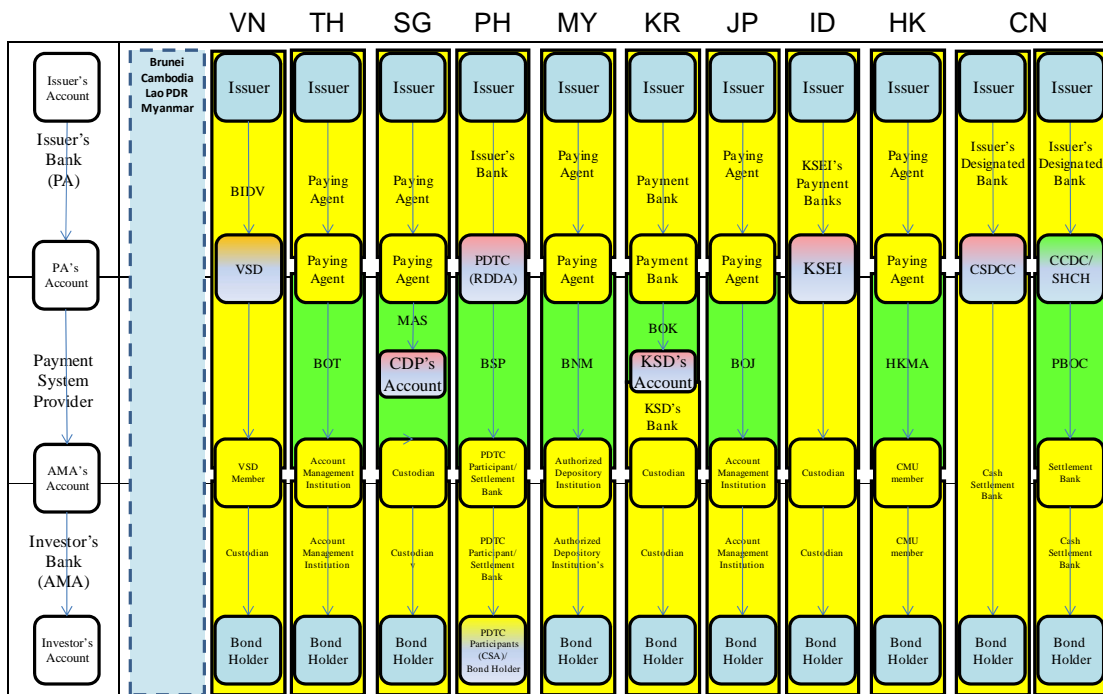 VN TH SG PH MY KR JP ID HK CN
Brunei
Cambodia
Lao PDR
Myanmar
Issuer's
Account
Issuer Issuer Issuer Issuer Issuer Issuer Issuer Issuer Issuer Issuer Issuer
Issuer's
Bank
(PA)
BIDV
Paying
Agent
Paying
Agent
Issuer's
Bank
Paying
Agent
Payment
Bank
Paying
Agent
KSEI's
Payment
Banks
Paying
Agent
Issuer's
Designated
Bank
Issuer's
Designated
Bank
PA's
Account
VSD
Paying
Agent
Paying
Agent
PDTC
(RDDA)
Paying
Agent
Payment
Bank
Paying
Agent
KSEI
Paying
Agent
CSDCC
CCDC/
SHCH
Payment
System
Provider
BOT
MAS
CDP's
Account
BSP
BNM
BOK
KSD's
Account
KSD's
Bank
BOJ
HKMA
PBOC
AMA's
Account
VSD
Member
Account
Management
Institution
Custodian
PDTC
Participant/
Settlement
Bank
Authorized
Depository
Institution
Custodian
Account
Management
Institution
Custodian
CMU
member
Cash
Settlement
Bank
Settlement
Bank
Investor's
Bank
(AMA)
Custodian
Account
Management
Institution
Custodian
PDTC
Participant/
Settlement
Bank
Authorized
Depository
Institution's
Custodian
Account
Management
Institution
Custodian
CMU
member
Cash
Settlement
Bank
Investor's
Account
Bond
Holder
Bond
Holder
Bond
Holder
PDTC
Participants
(CSA)/
Bond Holder
Bond
Holder
Bond
Holder
Bond
Holder
Bond
Holder
Bond
Holder
Bond
Holder
Bond
Holder